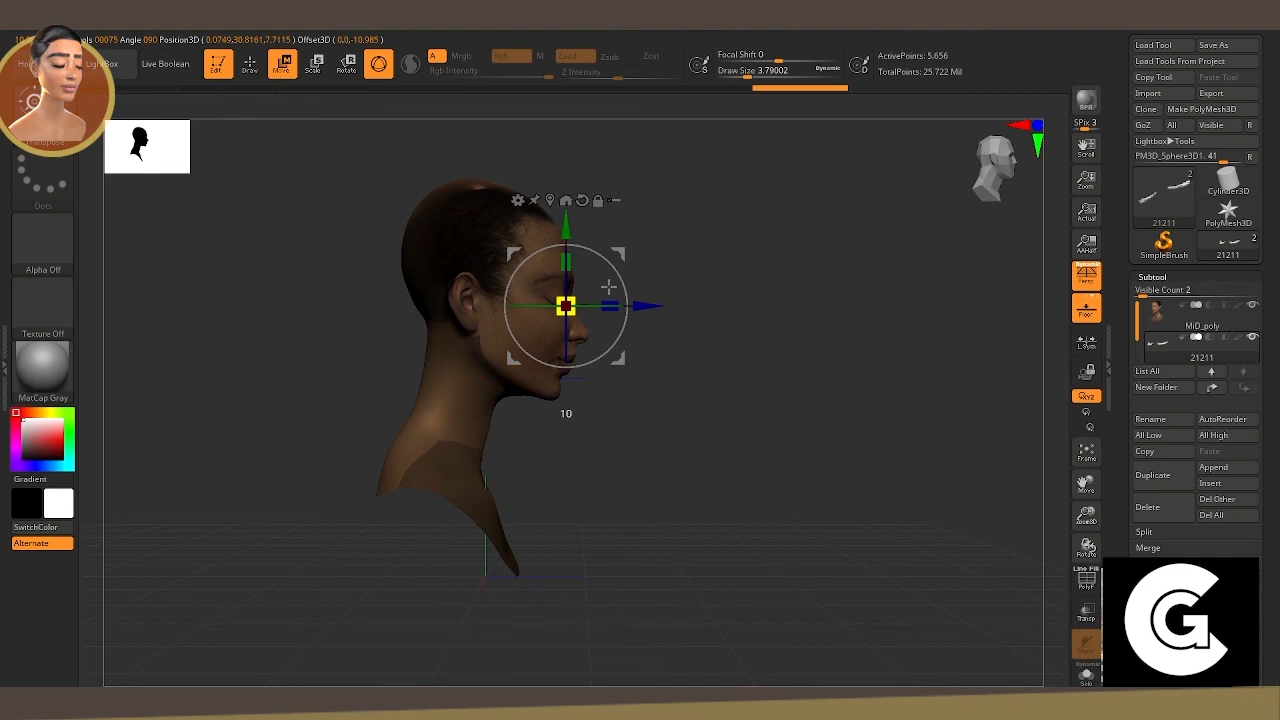 ols 00075 Angle 090 Position3D ( 0.0749,30.8161,7.7115 ) Offset3D ( 0,0,-10.985 )
LightBox
Live Boolean
Edit
Draw
Move
Scale
Rotate
A
Mrgb
Rgb
M
Zadd
Zsub
Zcut
Rgb Intensity
Z Intensity
Focal Shift 0
Draw Size 3.79002
Dynamic
S
D
ActivePoints: 5,656
TotalPoints: 25.722 Mil
Transpose
Dots
Alpha Off
Texture Off
MatCap Gray
Gradient
SwitchColor
Alternate
10
BPR
SPix 3
Scroll
Zoom
Actual
AAHalf
Dynamic
Persp
Floor
L.Sym
XYZ
Frame
Move
Zoom3D
Rotate
Line Fill
PolyF
Transp
Dynamic
Solo
Load Tool
Save As
Load Tools From Project
Copy Tool
Paste Tool
Import
Export
Clone
Make PolyMesh3D
GoZ
All
Visible
R
Lightbox▶Tools
PM3D_Sphere3D1. 41
R
2
21211
Cylinder3D
PolyMesh3D
SimpleBrush
2
21211
Subtool
Visible Count 2
MiD_poly
21211
List All
New Folder
Rename
AutoReorder
All Low
All High
Copy
Paste
Duplicate
Append
Insert
Delete
Del Other
Del All
Split
Merge